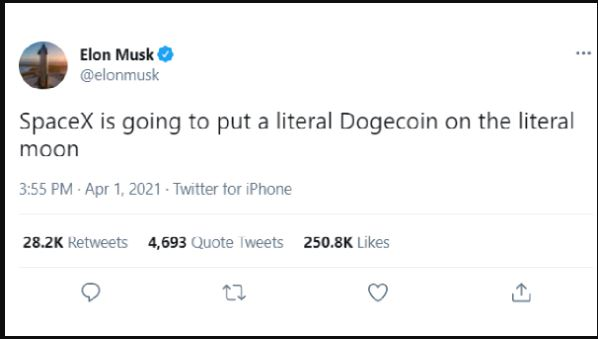 Elon Musk
@elonmusk
SpaceX is going to put a literal Dogecoin on the literal
moon
3:55 PM · Apr 1, 2021 · Twitter for iPhone
28.2K Retweets 4,693 Quote Tweets 250.8K Likes